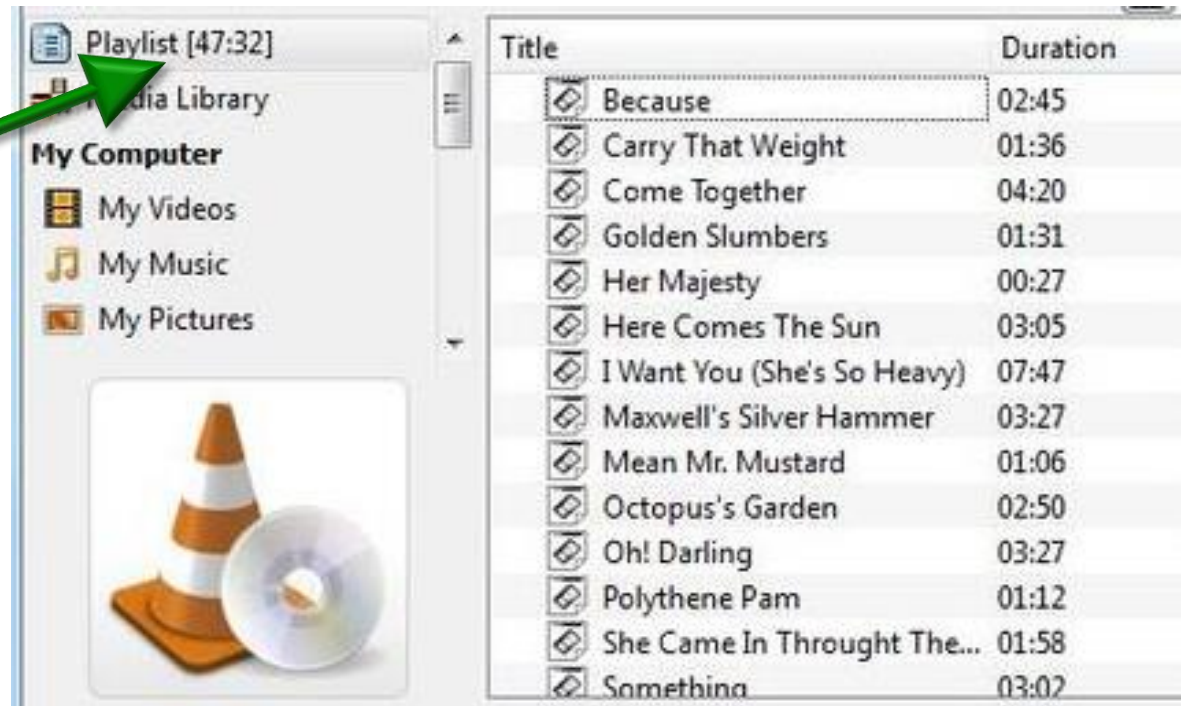 Playlist [47:32]
Media Library
My Computer
My Videos
My Music
My Pictures
Title Duration
Because 02:45
Carry That Weight 01:36
Come Together 04:20
Golden Slumbers 01:31
Her Majesty 00:27
Here Comes The Sun 03:05
I Want You (She's So Heavy) 07:47
Maxwell's Silver Hammer 03:27
Mean Mr. Mustard 01:06
Octopus's Garden 02:50
Oh! Darling 03:27
Polythene Pam 01:12
She Came In Throught The... 01:58
Something 03:02